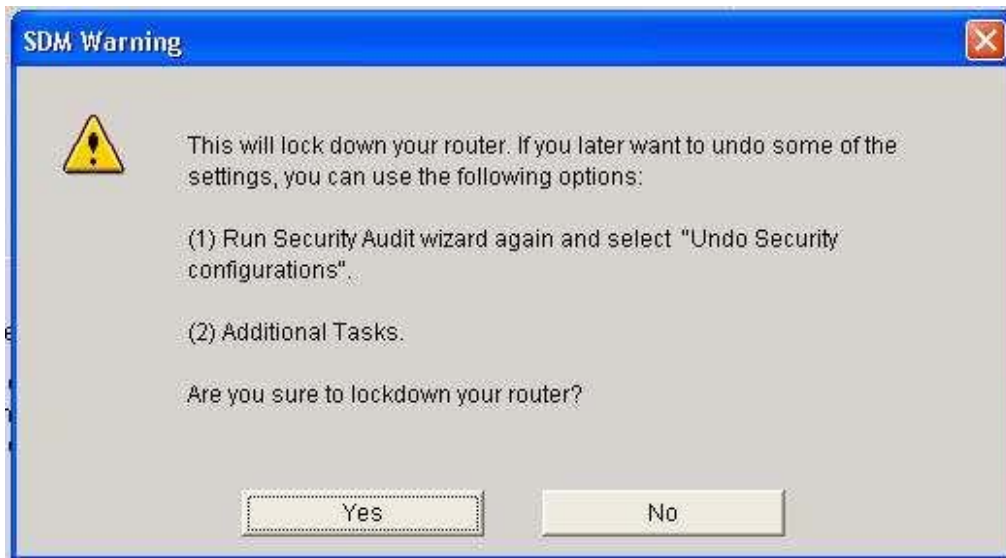 SDM Warning
This will lock down your router. If you later want to undo some of the
settings, you can use the following options:
(1) Run Security Audit wizard again and select "Undo Security
configurations".
(2) Additional Tasks.
Are you sure to lockdown your router?
Yes
No